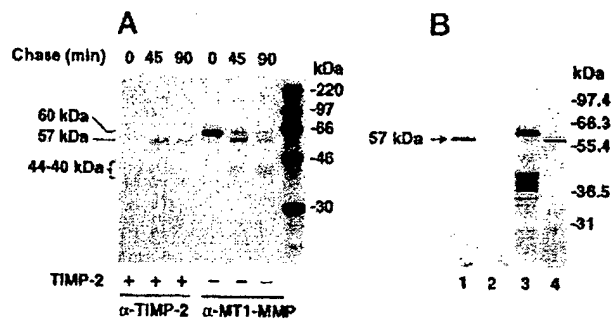 A
B
Chase (min) 0 45 90 0 45 90
kDa
kDa
-220
-97
-66
-46
-30
60 kDa
57 kDa
44-40 kDa
57 kDa
-97.4
-66.3
-55.4
-36.5
-31
TIMP-2 + + + − − −
α-TIMP-2 α-MT1-MMP
1 2 3 4